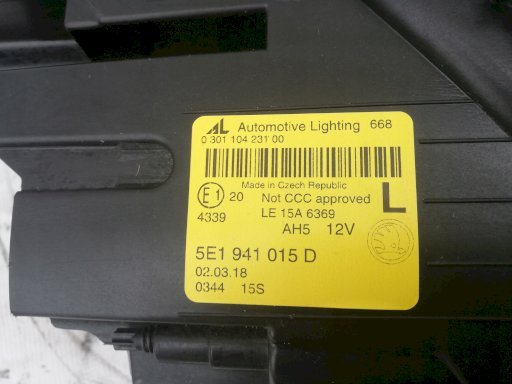 AL Automotive Lighting 668
0 301 104 231 00
Made in Czech Republic
E1 20 Not CCC approved L
4339 LE 15A 6369
AH5 12V
5E1 941 015 D
02.03.18
0344 15S